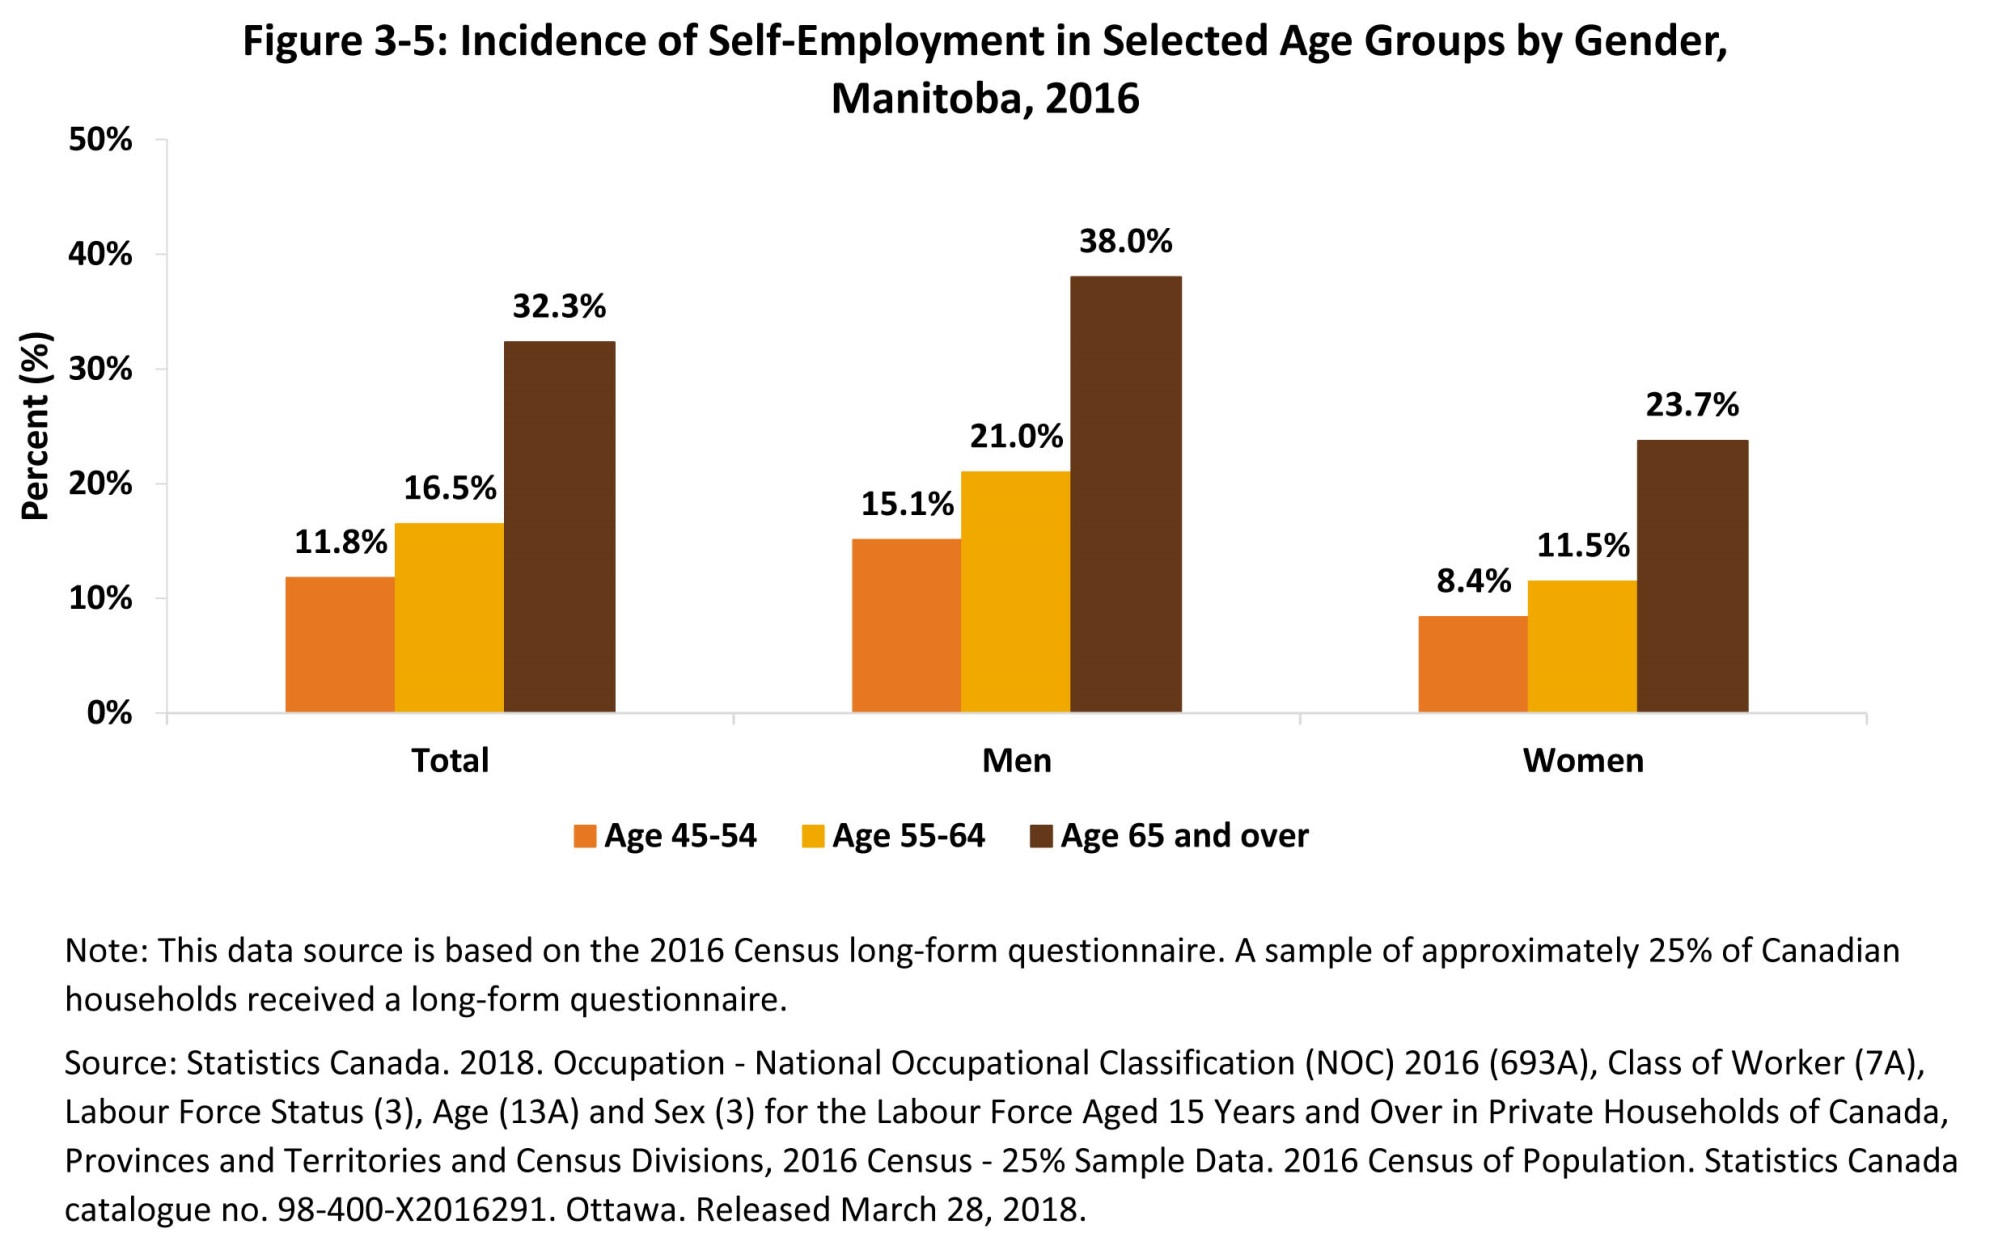 Figure 3-5: Incidence of Self-Employment in Selected Age Groups by Gender,
Manitoba, 2016
Percent (%)
50%
40%
30%
20%
10%
0%
11.8%
16.5%
32.3%
15.1%
21.0%
38.0%
8.4%
11.5%
23.7%
Total
Men
Women
Age 45-54
Age 55-64
Age 65 and over
Note: This data source is based on the 2016 Census long-form questionnaire. A sample of approximately 25% of Canadian
households received a long-form questionnaire.
Source: Statistics Canada. 2018. Occupation - National Occupational Classification (NOC) 2016 (693A), Class of Worker (7A),
Labour Force Status (3), Age (13A) and Sex (3) for the Labour Force Aged 15 Years and Over in Private Households of Canada,
Provinces and Territories and Census Divisions, 2016 Census - 25% Sample Data. 2016 Census of Population. Statistics Canada
catalogue no. 98-400-X2016291. Ottawa. Released March 28, 2018.